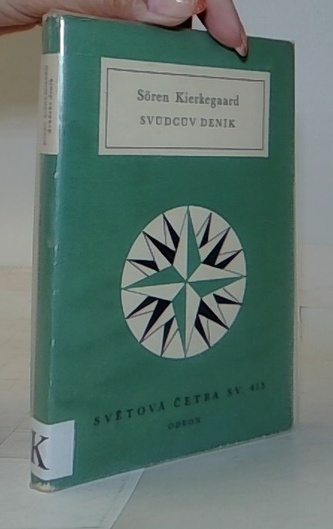 Sören Kierkegaard
SVŮDCŮV DENÍK
SVĚTOVÁ ČETBA SV. 413
ODEON
K